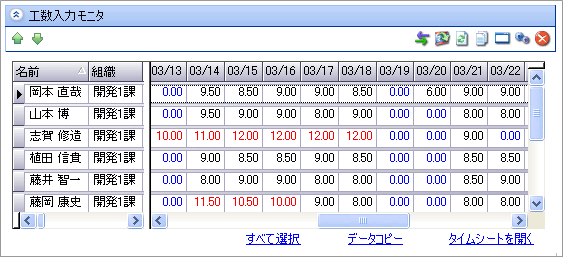 工数入力モニタ
名前 組織 03/13 03/14 03/15 03/16 03/17 03/18 03/19 03/20 03/21 03/22
岡本 直哉 開発1課 0.00 9.50 8.50 9.00 9.00 8.50 0.00 6.00 9.00 9.00
山本 博 開発1課 0.00 9.50 9.00 9.00 8.00 9.00 0.00 0.00 8.00 8.00
志賀 修造 開発1課 10.00 11.00 12.00 12.00 12.00 12.00 0.00 0.00 9.00 0.00
植田 信貴 開発1課 0.00 9.00 8.50 8.50 9.00 8.50 0.00 0.00 8.50 8.50
藤井 智一 開発1課 0.00 8.00 9.00 9.00 8.00 8.00 0.00 0.00 8.00 9.00
藤岡 康史 開発1課 0.00 11.50 10.50 10.00 9.00 8.00 0.00 0.00 8.50 9.00
すべて選択 データコピー タイムシートを開く